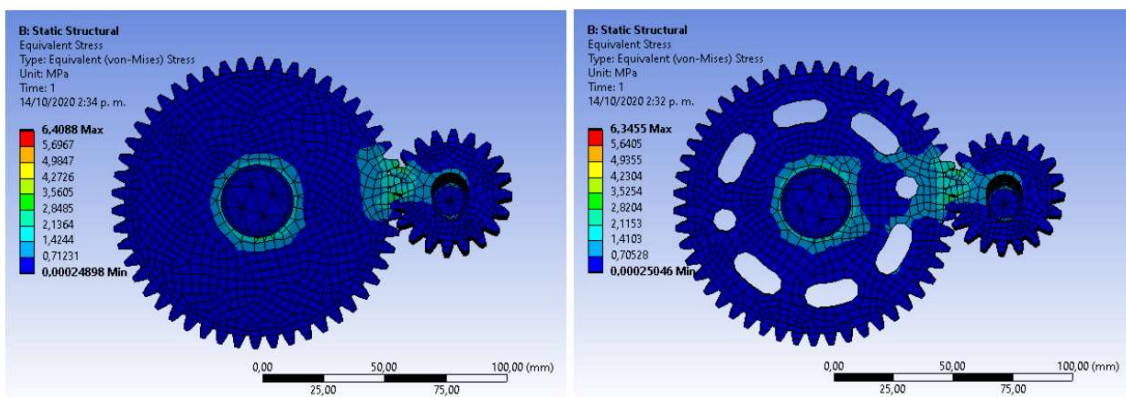 B: Static Structural
Equivalent Stress
Type: Equivalent (von-Mises) Stress
Unit: MPa
Time: 1
14/10/2020 2:34 p. m.
6,4088 Max
5,6967
4,9847
4,2726
3,5605
2,8485
2,1364
1,4244
0,71231
0,00024898 Min
0,00 50,00 100,00 (mm)
25,00 75,00
B: Static Structural
Equivalent Stress
Type: Equivalent (von-Mises) Stress
Unit: MPa
Time: 1
14/10/2020 2:32 p. m.
6,3455 Max
5,6405
4,9355
4,2304
3,5254
2,8204
2,1153
1,4103
0,70528
0,00025046 Min
0,00 50,00 100,00 (mm)
25,00 75,00